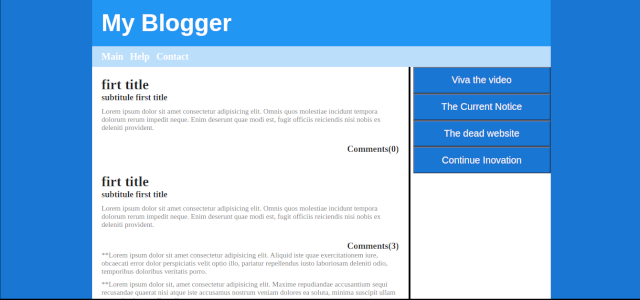 My Blogger
Main Help Contact
firt title
subtitule first title
Lorem ipsum dolor sit amet consectetur adipisicing elit. Omnis quos molestiae incidunt tempora
dolorum rerum impedit neque. Enim deserunt quae modi est, fugit officiis reiciendis nisi nobis ex
deleniti provident.
Comments(0)
firt title
subtitule first title
Lorem ipsum dolor sit amet consectetur adipisicing elit. Omnis quos molestiae incidunt tempora
dolorum rerum impedit neque. Enim deserunt quae modi est, fugit officiis reiciendis nisi nobis ex
deleniti provident.
Comments(3)
**Lorem ipsum dolor sit amet consectetur adipisicing elit. Aliquid iste quae exercitationem iure,
obcaecati error dolor perspiciatis velit optio illo, pariatur repellendus iusto laboriosam deleniti odio,
temporibus doloribus veritatis porro.
**Lorem ipsum dolor sit, amet consectetur adipisicing elit. Maxime repudiandae accusantium sequi
recusandae quaerat nisi atque iste accusamus nostrum veniam dolores ea soluta, minima suscipit ullam
Viva the video
The Current Notice
The dead website
Continue Inovation